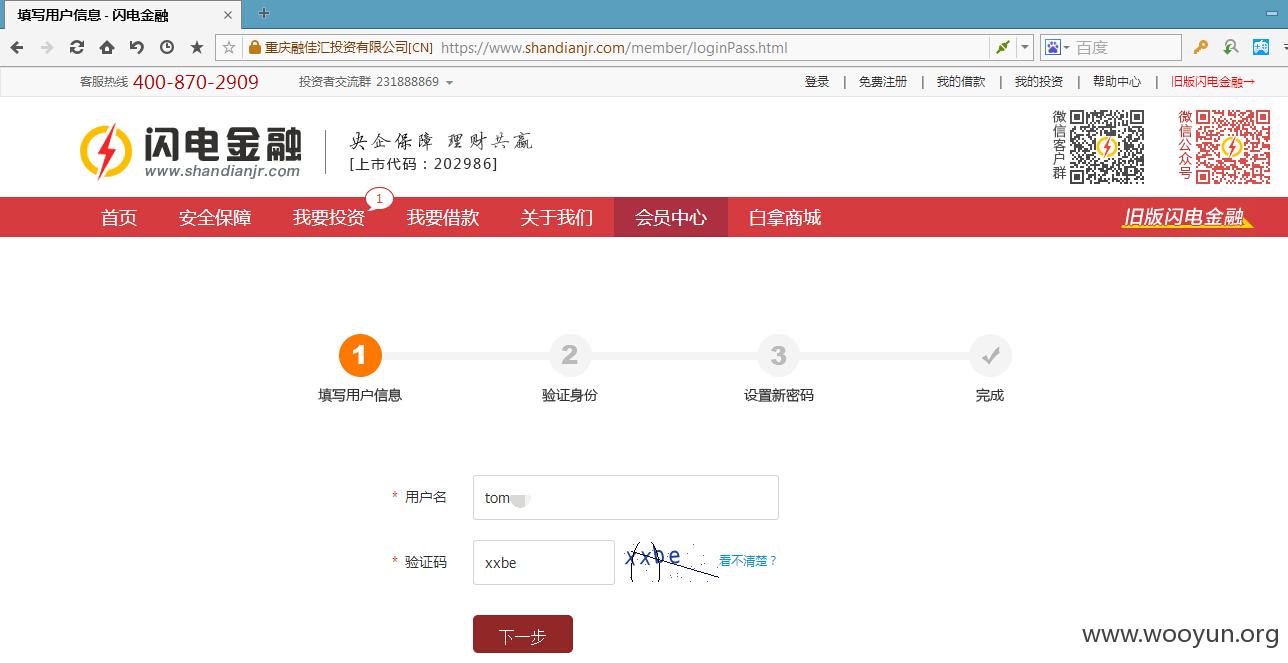 填写用户信息 - 闪电金融
重庆融佳汇投资有限公司[CN] https://www.shandianjr.com/member/loginPass.html 百度
客服热线 400-870-2909 投资者交流群 231888869 登录 | 免费注册 | 我的借款 | 我的投资 | 帮助中心 | 旧版闪电金融→
闪电金融
www.shandianjr.com
央企保障 理财共赢
[上市代码：202986]
微信客户群
微信公众号
1
首页 安全保障 我要投资 我要借款 关于我们 会员中心 白拿商城 旧版闪电金融
1 2 3
填写用户信息 验证身份 设置新密码 完成
* 用户名 tom
* 验证码 xxbe xxbe 看不清楚？
下一步
www.wooyun.org